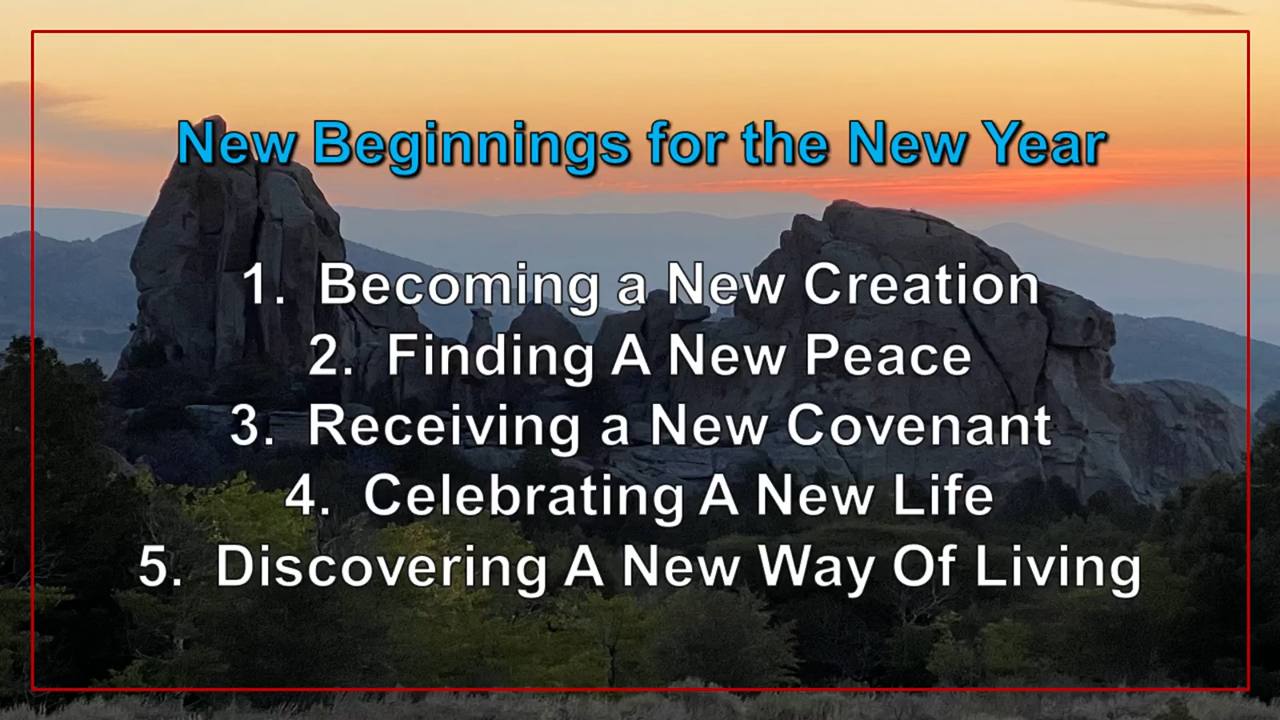 New Beginnings for the New Year
1. Becoming a New Creation
2. Finding A New Peace
3. Receiving a New Covenant
4. Celebrating A New Life
5. Discovering A New Way Of Living